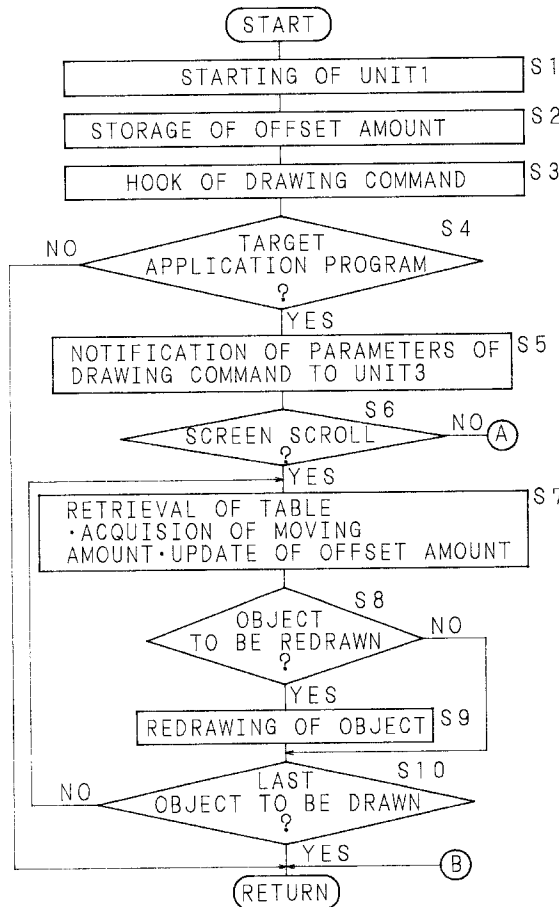 START
STARTING OF UNIT1
S1
STORAGE OF OFFSET AMOUNT
S2
HOOK OF DRAWING COMMAND
S3
S4
NO
TARGET
APPLICATION PROGRAM
?
YES
NOTIFICATION OF PARAMETERS OF
DRAWING COMMAND TO UNIT3
S5
S6
SCREEN SCROLL
?
NO
A
YES
RETRIEVAL OF TABLE
・ACQUISION OF MOVING
AMOUNT・UPDATE OF OFFSET AMOUNT
S7
S8
OBJECT
TO BE REDRAWN
?
NO
YES
REDRAWING OF OBJECT
S9
S10
NO
LAST
OBJECT TO BE DRAWN
?
YES
B
RETURN